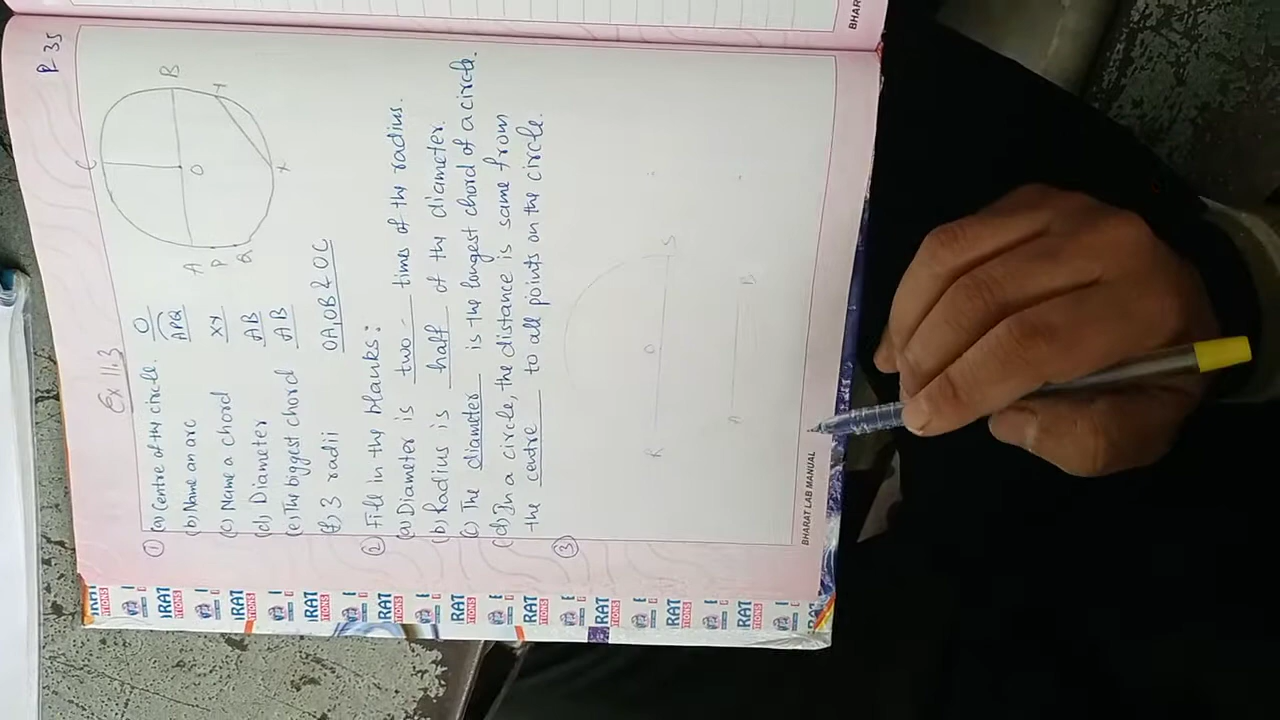 P 35
Ex 11.3
① (a) Centre of the circle. O
(b) Name an arc APQ
(c) Name a chord XY
(d) Diameter AB
(e) The biggest chord AB
(f) 3 radii OA, OB & OC
C
B
Y
O
X
A
P
Q
② Fill in the blanks:
(a) Diameter is two times of the radius.
(b) Radius is half of the diameter.
(c) The diameter is the longest chord of a circle.
(d) In a circle, the distance is same from
the centre to all points on the circle.
③
R O S
A B
BHARAT LAB MANUAL
BHAR